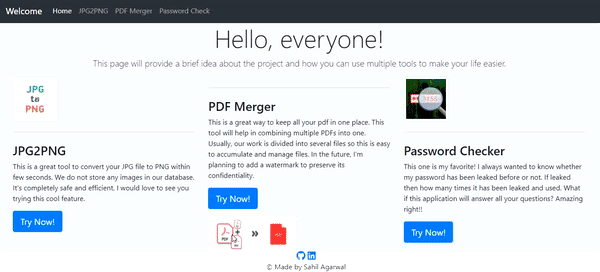 Welcome Home JPG2PNG PDF Merger Password Check
Hello, everyone!
This page will provide a brief idea about the project and how you can use multiple tools to make your life easier.
JPG
to
PNG
JPG2PNG
This is a great tool to convert your JPG file to PNG within
few seconds. We do not store any images in our database.
It's completely safe and efficient. I would love to see you
trying this cool feature.
Try Now!
PDF Merger
This is a great way to keep all your pdf in one place. This
tool will help in combining multiple PDFs into one.
Usually, our work is divided into several files so this is easy
to accumulate and manage files. In the future, I'm
planning to add a watermark to preserve its
confidentiality.
Try Now!
PDF
»
Password Checker
This one is my favorite! I always wanted to know whether
my password has been leaked before or not. If leaked
then how many times it has been leaked and used. What
if this application will answer all your questions? Amazing
right!!
Try Now!
© Made by Sahil Agarwal